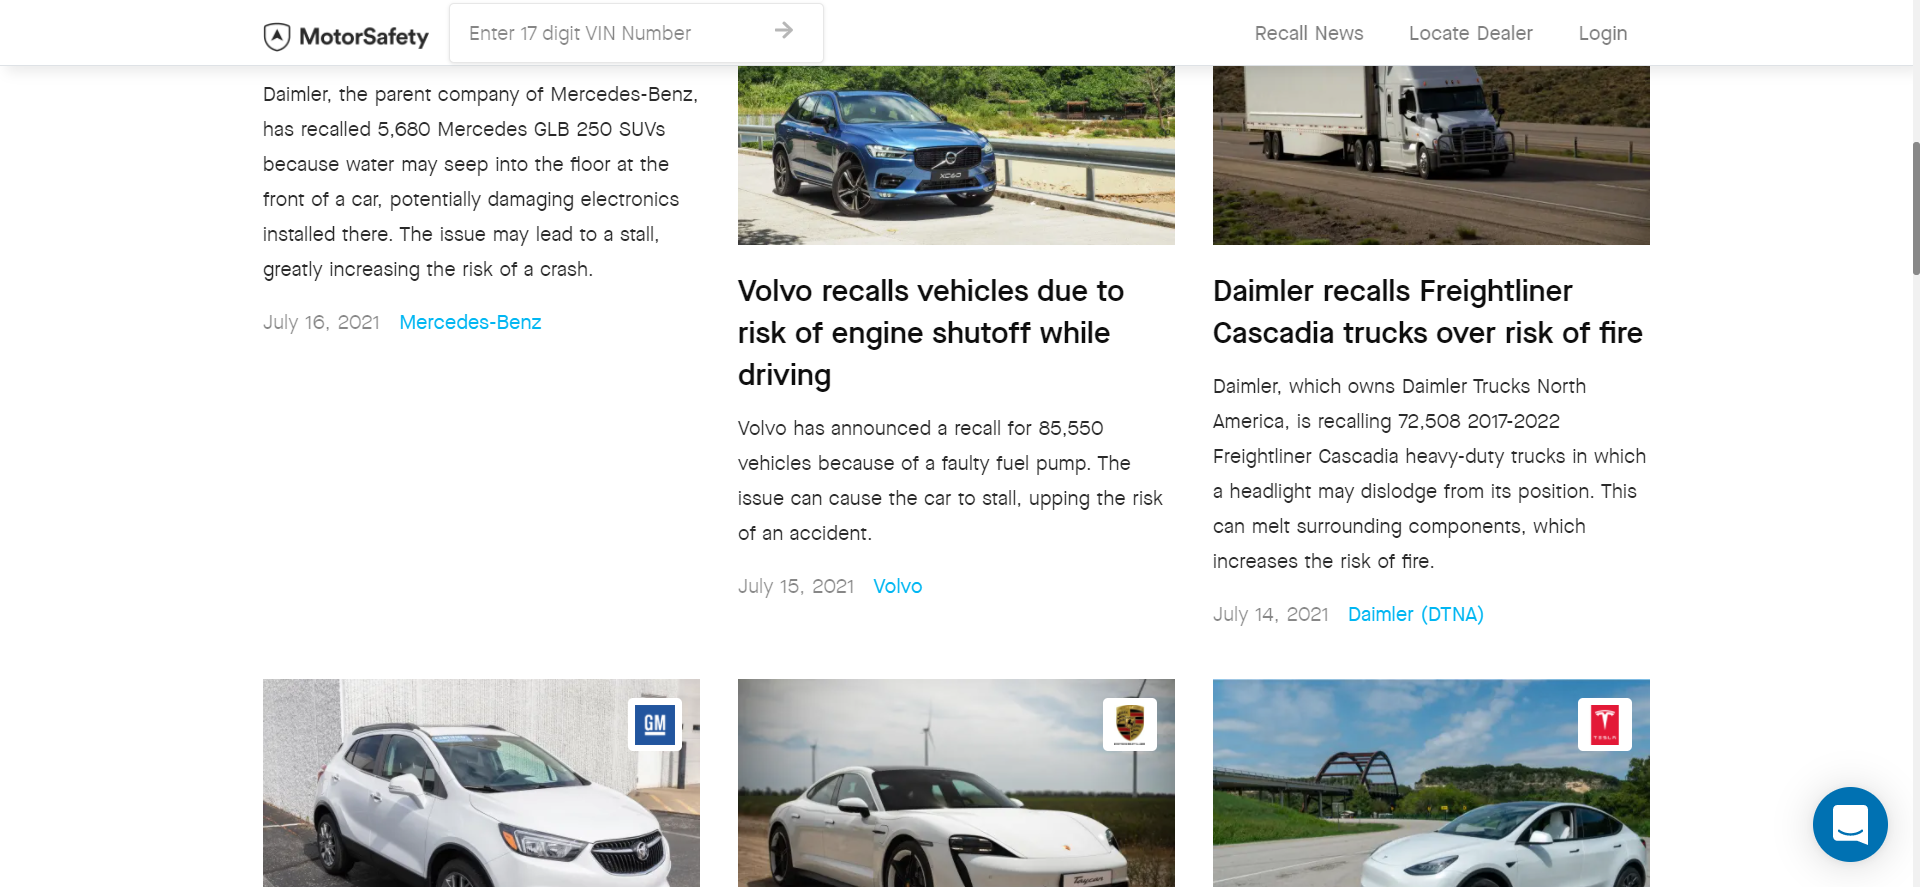 MotorSafety
Enter 17 digit VIN Number
Recall News
Locate Dealer
Login
Daimler, the parent company of Mercedes-Benz,
has recalled 5,680 Mercedes GLB 250 SUVs
because water may seep into the floor at the
front of a car, potentially damaging electronics
installed there. The issue may lead to a stall,
greatly increasing the risk of a crash.
July 16, 2021 Mercedes-Benz
XC60
Volvo recalls vehicles due to
risk of engine shutoff while
driving
Volvo has announced a recall for 85,550
vehicles because of a faulty fuel pump. The
issue can cause the car to stall, upping the risk
of an accident.
July 15, 2021 Volvo
Daimler recalls Freightliner
Cascadia trucks over risk of fire
Daimler, which owns Daimler Trucks North
America, is recalling 72,508 2017-2022
Freightliner Cascadia heavy-duty trucks in which
a headlight may dislodge from its position. This
can melt surrounding components, which
increases the risk of fire.
July 14, 2021 Daimler (DTNA)
GM
Taycan
TESLA